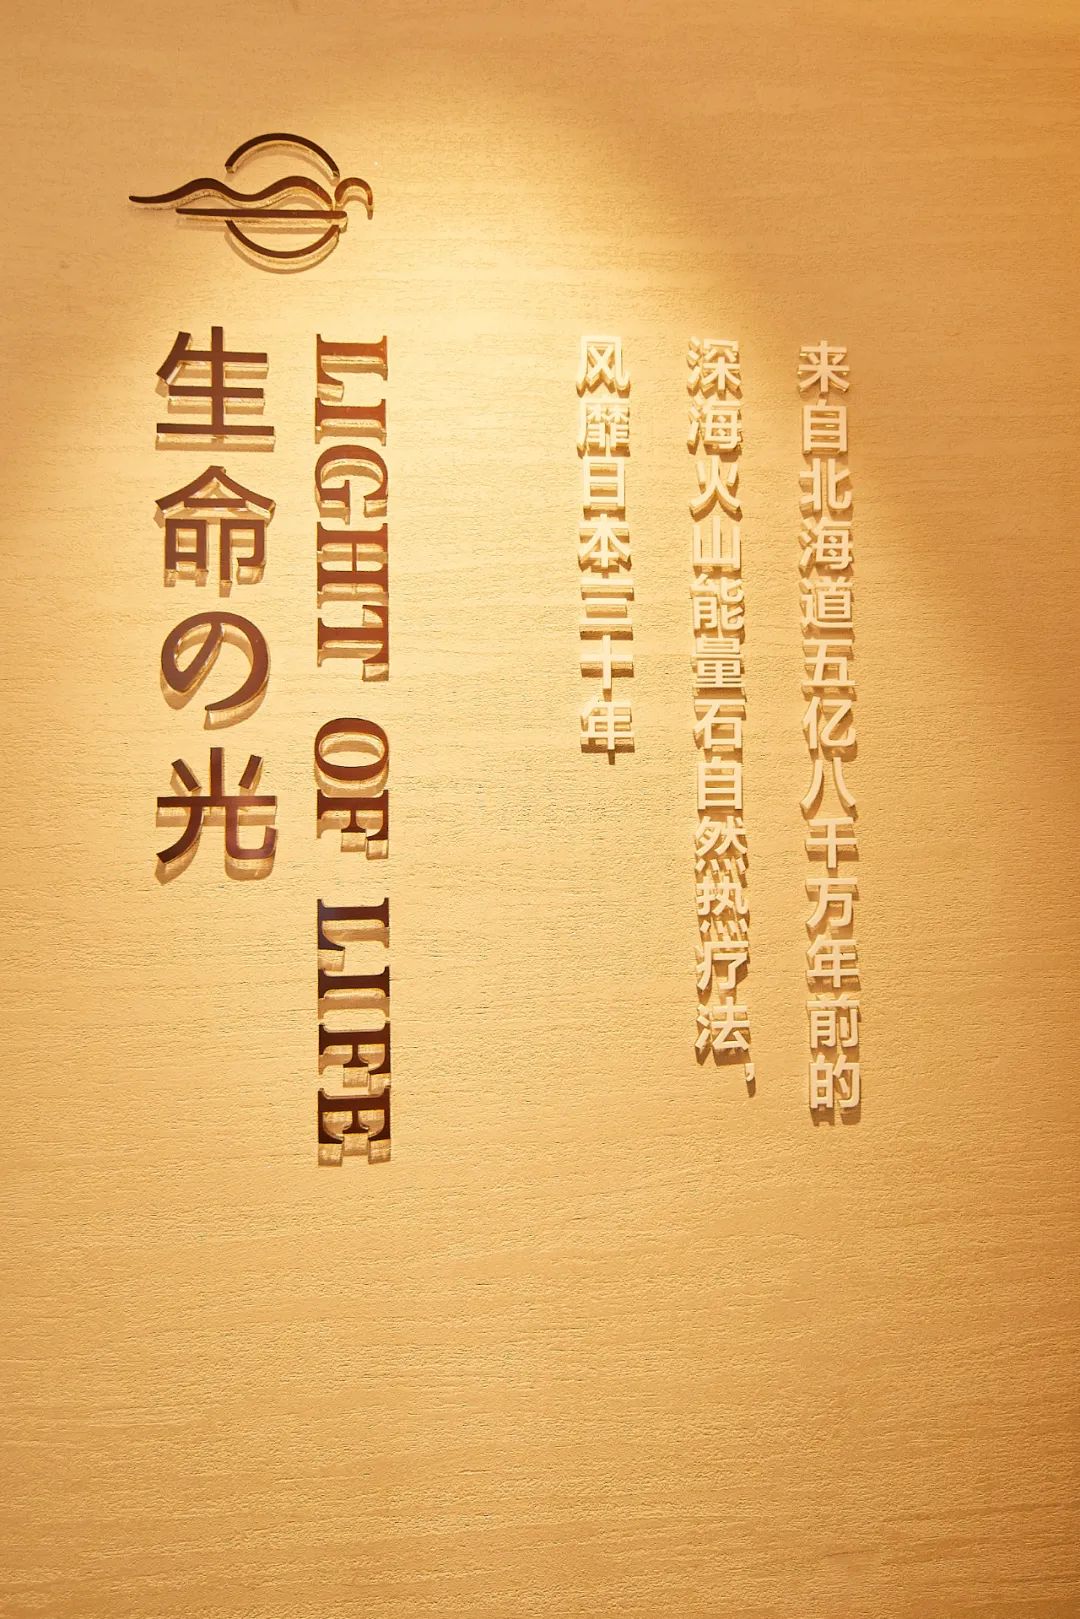 来自北海道五亿八千万年前的
深海火山能量石自然热疗法，
风靡日本三十年
LIGHT OF LIFE
生命の光